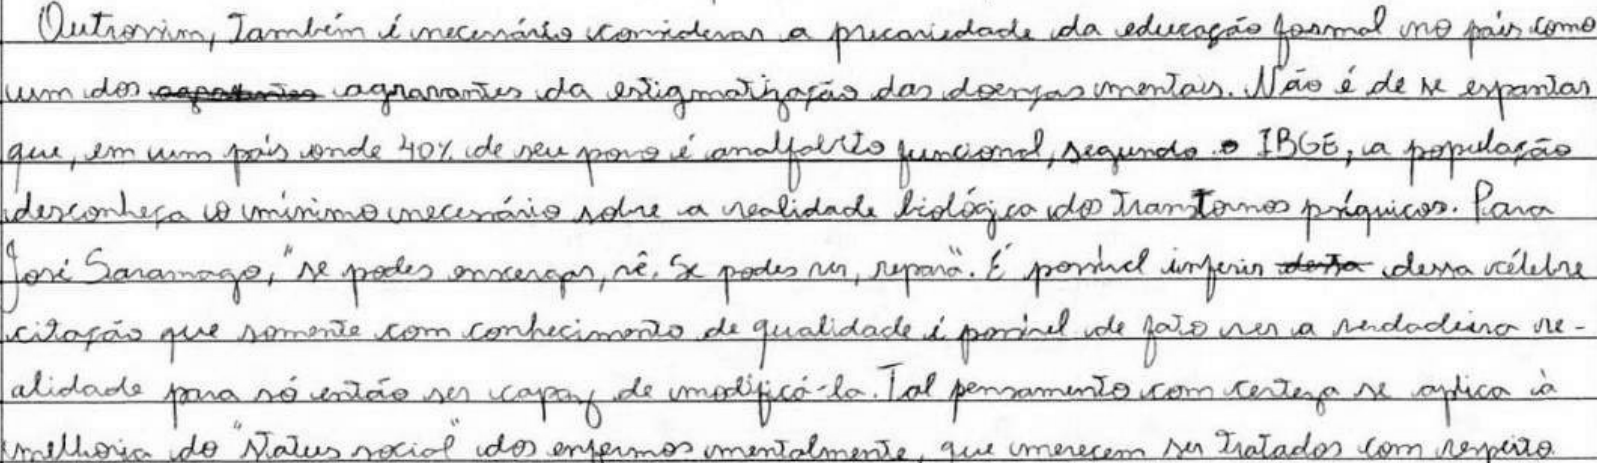 Outrossim, também é necessário considerar a precariedade da educação formal no país como
um dos agravantes da estigmatização das doenças mentais. Não é de se espantar
que, em um país onde 40% de seu povo é analfabeto funcional, segundo o IBGE, a população
desconheça o mínimo necessário sobre a realidade biológica dos transtornos psíquicos. Para
José Saramago, "se podes enxergar, vê. Se podes ver, repara". É possível inferir dessa célebre
citação que somente com conhecimento de qualidade é possível de fato ver a verdadeira re-
alidade para só então ser capaz de modificá-la. Tal pensamento com certeza se aplica à
melhoria do "status social" dos enfermos mentalmente, que merecem ser tratados com respeito